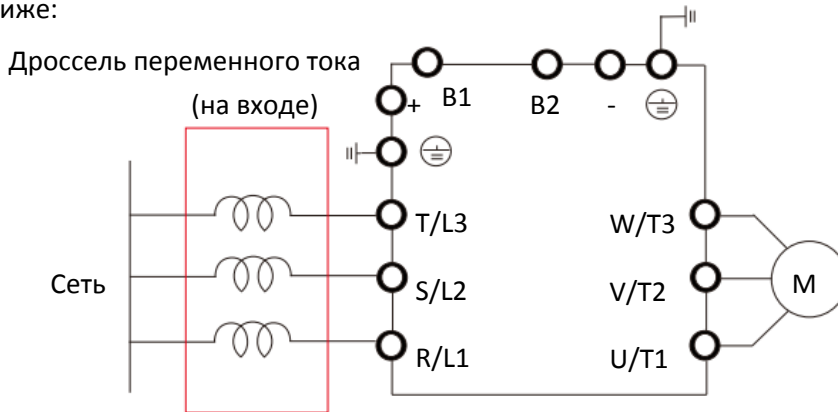 иже:
Дроссель переменного тока
(на входе)
+ B1 B2 -
T/L3 W/T3
Сеть S/L2 V/T2 M
R/L1 U/T1